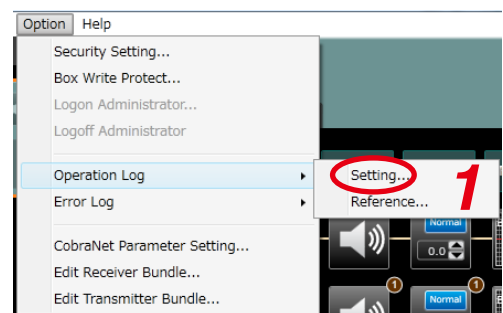 Option Help
Security Setting...
Box Write Protect...
Logon Administrator...
Logoff Administrator
Operation Log
Setting...
1
Error Log
Reference...
Normal
0.0
CobraNet Parameter Setting...
Edit Receiver Bundle...
1
1
Edit Transmitter Bundle...
Normal